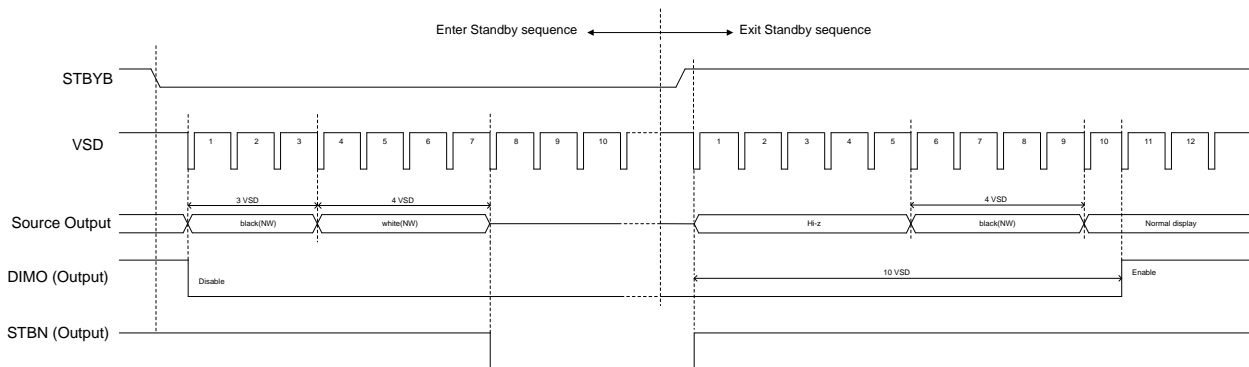 Enter Standby sequence
Exit Standby sequence
STBYB
VSD
1 2 3 4 5 6 7 8 9 10
1 2 3 4 5 6 7 8 9 10 11 12
3 VSD
4 VSD
4 VSD
Source Output
black(NW)
white(NW)
Hi-z
black(NW)
Normal display
DIMO (Output)
Disable
10 VSD
Enable
STBN (Output)